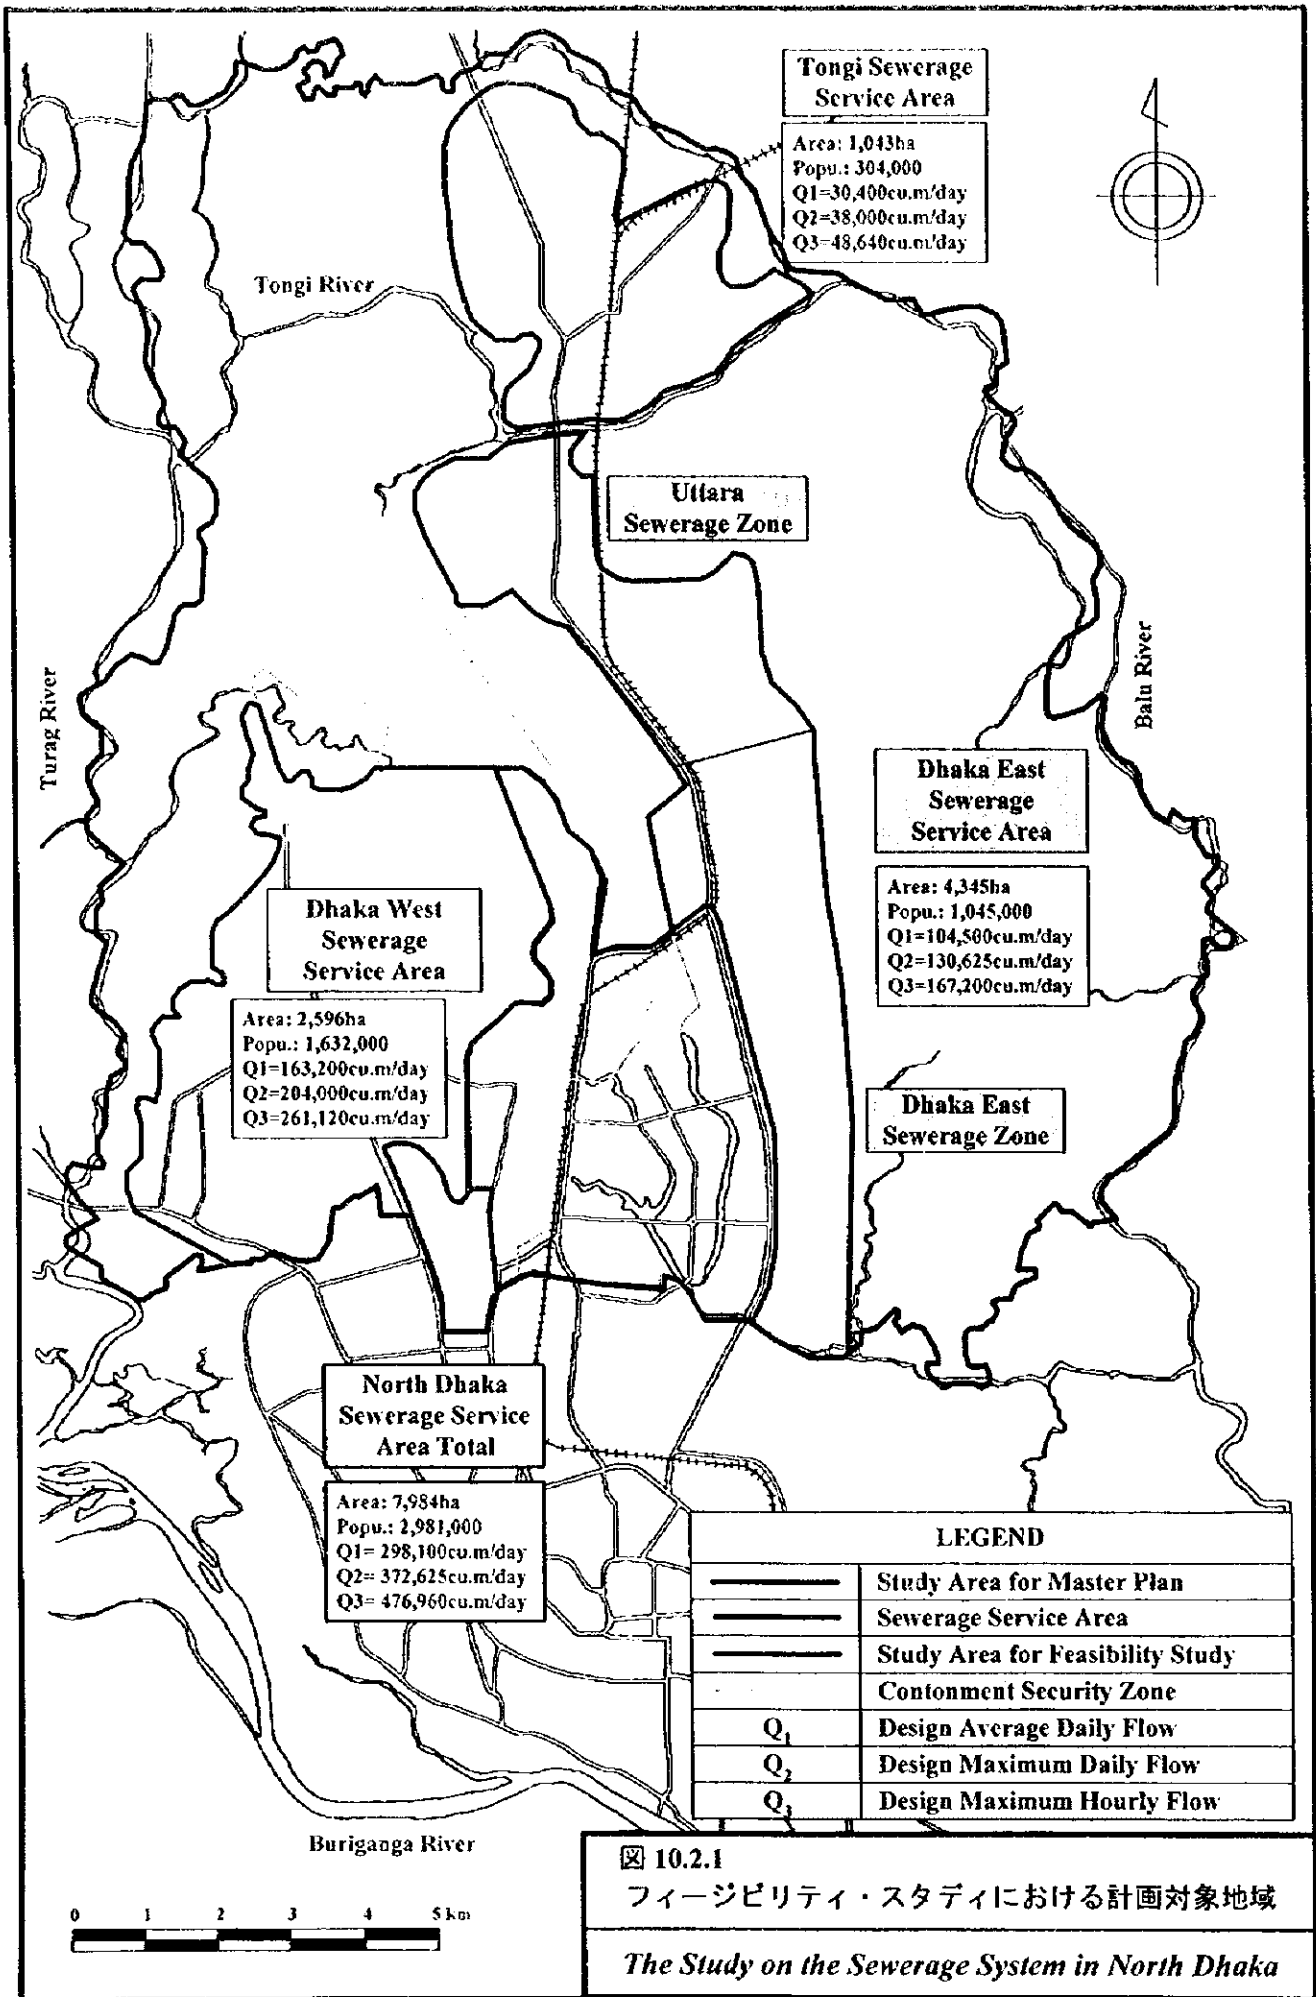 Tongi Sewerage
Service Area
Area: 1,043ha
Popu.: 304,000
Q1=30,400cu.m/day
Q2=38,000cu.m/day
Q3=48,640cu.m/day
Tongi River
Uttara
Sewerage Zone
Turag River
Balu River
Dhaka East
Sewerage
Service Area
Area: 4,345ha
Popu.: 1,045,000
Q1=104,500cu.m/day
Q2=130,625cu.m/day
Q3=167,200cu.m/day
Dhaka West
Sewerage
Service Area
Area: 2,596ha
Popu.: 1,632,000
Q1=163,200cu.m/day
Q2=204,000cu.m/day
Q3=261,120cu.m/day
Dhaka East
Sewerage Zone
North Dhaka
Sewerage Service
Area Total
Area: 7,984ha
Popu.: 2,981,000
Q1= 298,100cu.m/day
Q2= 372,625cu.m/day
Q3= 476,960cu.m/day
LEGEND
Study Area for Master Plan
Sewerage Service Area
Study Area for Feasibility Study
Contonment Security Zone
Q1 Design Average Daily Flow
Q2 Design Maximum Daily Flow
Q3 Design Maximum Hourly Flow
Buriganga River
0 1 2 3 4 5 km
図 10.2.1
フィージビリティ・スタディにおける計画対象地域
The Study on the Sewerage System in North Dhaka